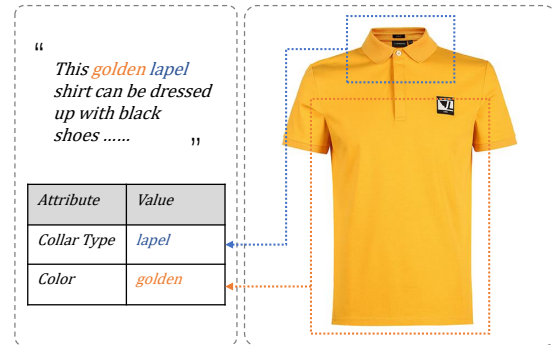 “
This golden lapel
shirt can be dressed
up with black
shoes ......
”
Attribute Value
Collar Type lapel
Color golden